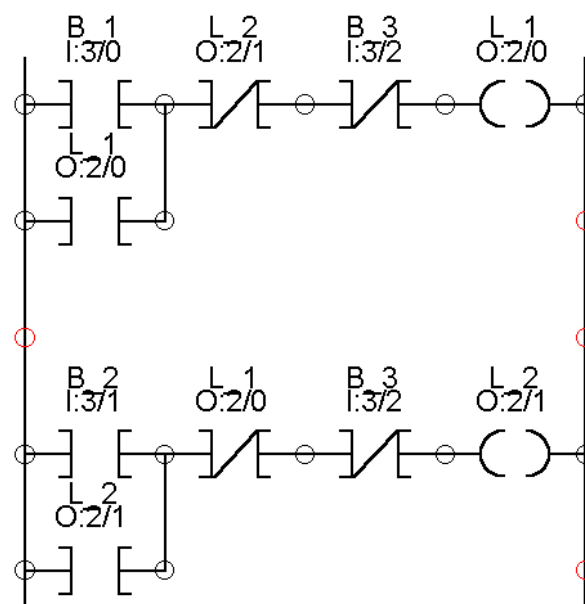 B_1 L_2 B_3 L_1
I:3/0 O:2/1 I:3/2 O:2/0
L_1
O:2/0
B_2 L_1 B_3 L_2
I:3/1 O:2/0 I:3/2 O:2/1
L_2
O:2/1